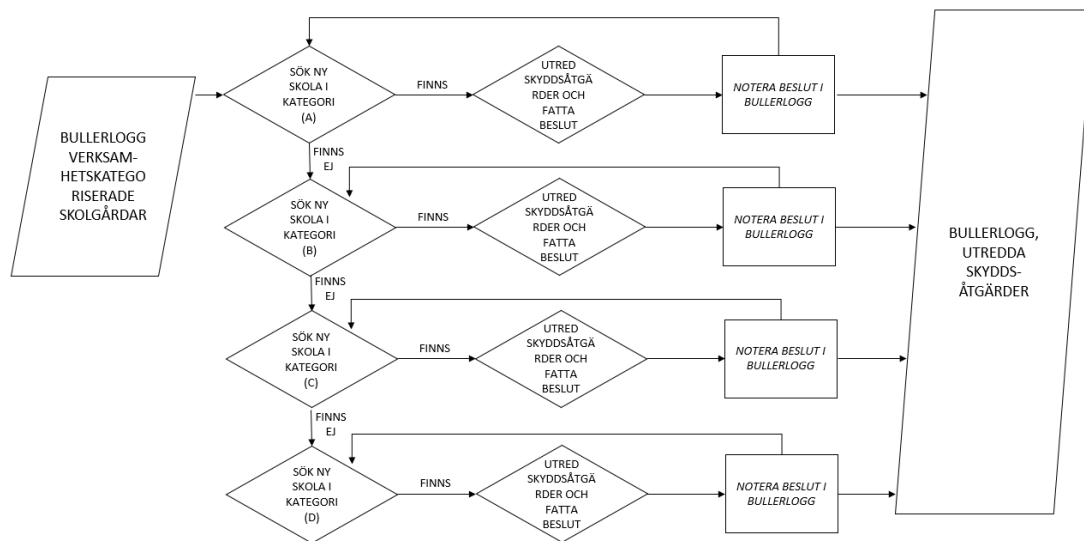 BULLERLOGG
VERKSAM-
HETSKATEGO
RISERADE
SKOLGÅRDAR
SÖK NY
SKOLA I
KATEGORI
(A)
FINNS
UTRED
SKYDDSÅTGÄ
RDER OCH
FATTA
BESLUT
NOTERA BESLUT I
BULLERLOGG
FINNS
EJ
SÖK NY
SKOLA I
KATEGORI
(B)
FINNS
UTRED
SKYDDSÅTGÄ
RDER OCH
FATTA
BESLUT
NOTERA BESLUT I
BULLERLOGG
FINNS
EJ
SÖK NY
SKOLA I
KATEGORI
(C)
FINNS
UTRED
SKYDDSÅTGÄ
RDER OCH
FATTA
BESLUT
NOTERA BESLUT I
BULLERLOGG
FINNS
EJ
SÖK NY
SKOLA I
KATEGORI
(D)
FINNS
UTRED
SKYDDSÅTGÄ
RDER OCH
FATTA
BESLUT
NOTERA BESLUT I
BULLERLOGG
BULLERLOGG,
UTREDDA
SKYDDS-
ÅTGÄRDER